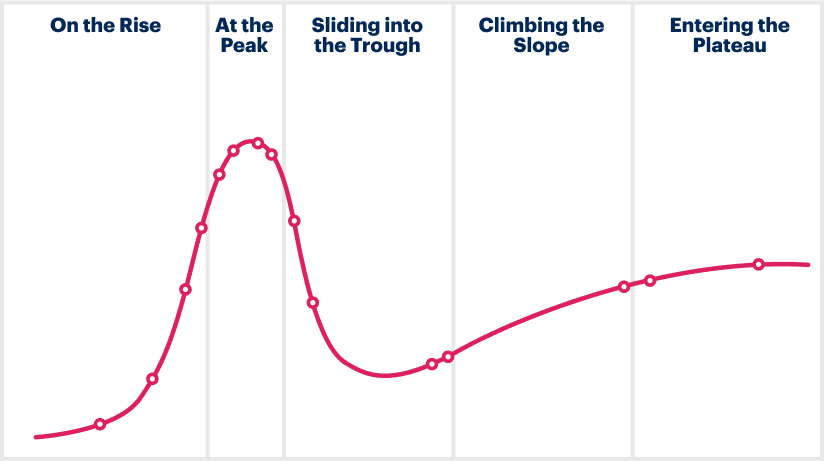 On the Rise
At the
Peak
Sliding into
the Trough
Climbing the
Slope
Entering the
Plateau